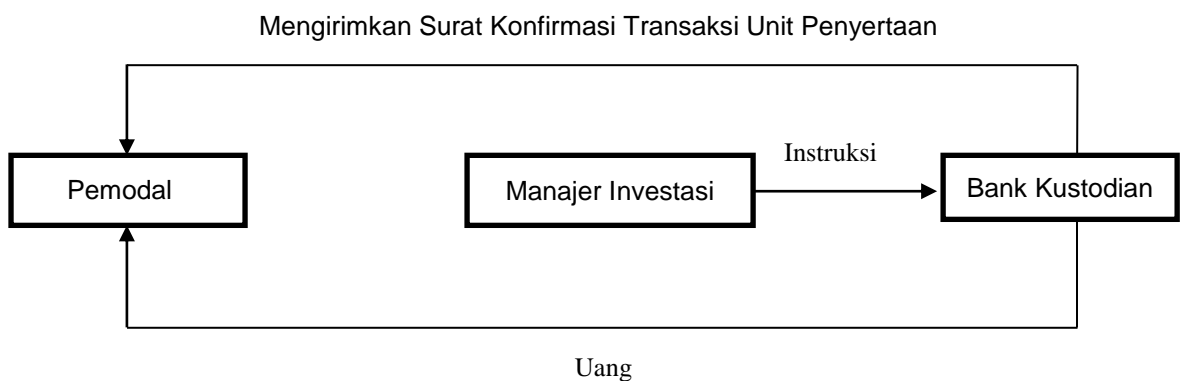 Mengirimkan Surat Konfirmasi Transaksi Unit Penyertaan
Instruksi
Pemodal
Manajer Investasi
Bank Kustodian
Uang